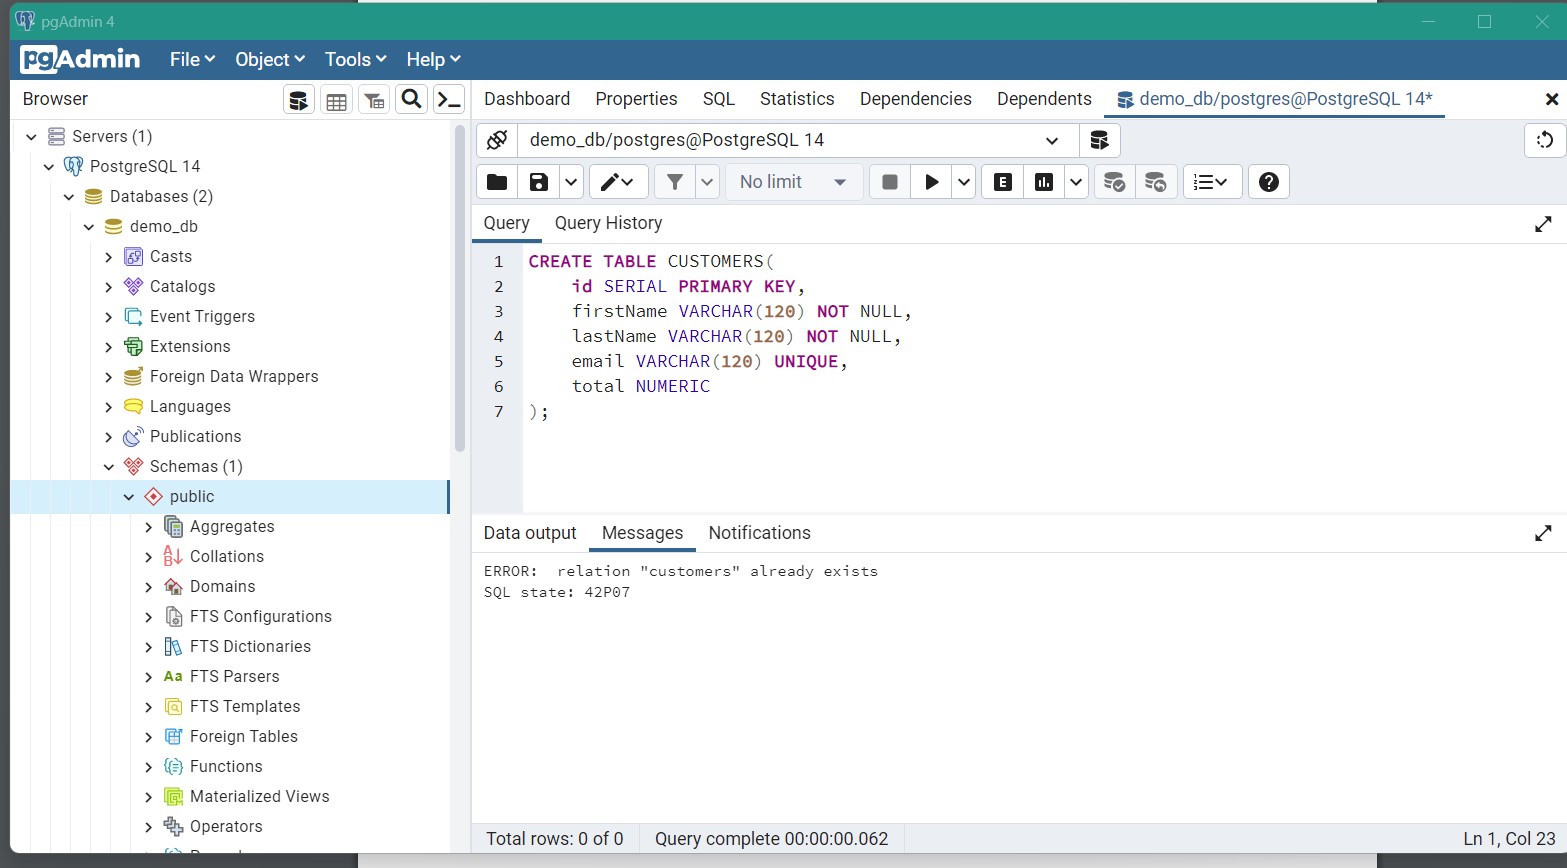 pgAdmin 4
pgAdmin File Object Tools Help
Browser
Dashboard Properties SQL Statistics Dependencies Dependents demo_db/postgres@PostgreSQL 14*
Servers (1)
PostgreSQL 14
Databases (2)
demo_db
Casts
Catalogs
Event Triggers
Extensions
Foreign Data Wrappers
Languages
Publications
Schemas (1)
public
Aggregates
Collations
Domains
FTS Configurations
FTS Dictionaries
Aa FTS Parsers
FTS Templates
Foreign Tables
Functions
Materialized Views
Operators
demo_db/postgres@PostgreSQL 14
No limit E
Query Query History
1 CREATE TABLE CUSTOMERS(
2 id SERIAL PRIMARY KEY,
3 firstName VARCHAR(120) NOT NULL,
4 lastName VARCHAR(120) NOT NULL,
5 email VARCHAR(120) UNIQUE,
6 total NUMERIC
7 );
Data output Messages Notifications
ERROR: relation "customers" already exists
SQL state: 42P07
Total rows: 0 of 0 Query complete 00:00:00.062 Ln 1, Col 23